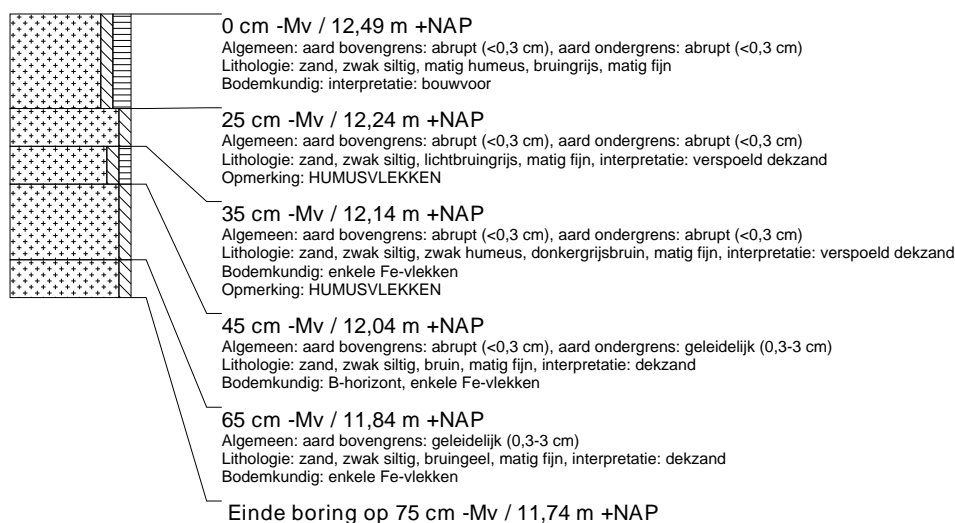 0 cm -Mv / 12,49 m +NAP
Algemeen: aard bovengrens: abrupt (<0,3 cm), aard ondergrens: abrupt (<0,3 cm)
Lithologie: zand, zwak siltig, matig humeus, bruingrijs, matig fijn
Bodemkundig: interpretatie: bouwvoor
25 cm -Mv / 12,24 m +NAP
Algemeen: aard bovengrens: abrupt (<0,3 cm), aard ondergrens: abrupt (<0,3 cm)
Lithologie: zand, zwak siltig, lichtbruingrijs, matig fijn, interpretatie: verspoeld dekzand
Opmerking: HUMUSVLEKKEN
35 cm -Mv / 12,14 m +NAP
Algemeen: aard bovengrens: abrupt (<0,3 cm), aard ondergrens: abrupt (<0,3 cm)
Lithologie: zand, zwak siltig, zwak humeus, donkergrijsbruin, matig fijn, interpretatie: verspoeld dekzand
Bodemkundig: enkele Fe-vlekken
Opmerking: HUMUSVLEKKEN
45 cm -Mv / 12,04 m +NAP
Algemeen: aard bovengrens: abrupt (<0,3 cm), aard ondergrens: geleidelijk (0,3-3 cm)
Lithologie: zand, zwak siltig, bruin, matig fijn, interpretatie: dekzand
Bodemkundig: B-horizont, enkele Fe-vlekken
65 cm -Mv / 11,84 m +NAP
Algemeen: aard bovengrens: geleidelijk (0,3-3 cm)
Lithologie: zand, zwak siltig, bruingeel, matig fijn, interpretatie: dekzand
Bodemkundig: enkele Fe-vlekken
Einde boring op 75 cm -Mv / 11,74 m +NAP